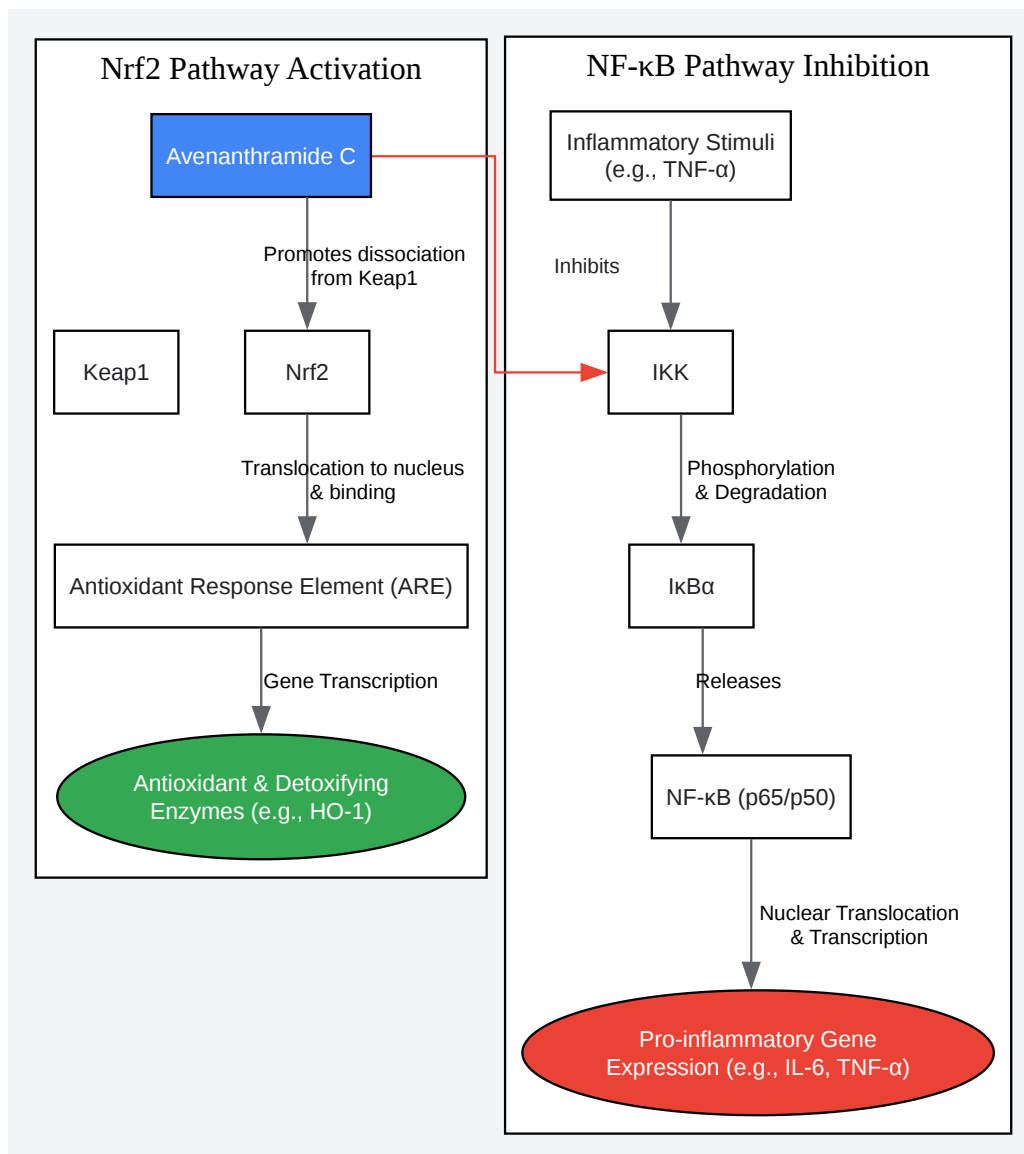 Nrf2 Pathway Activation
Avenanthramide C
Promotes dissociation
from Keap1
Keap1
Nrf2
Translocation to nucleus
& binding
Antioxidant Response Element (ARE)
Gene Transcription
Antioxidant & Detoxifying
Enzymes (e.g., HO-1)
NF-κB Pathway Inhibition
Inflammatory Stimuli
(e.g., TNF-α)
Inhibits
IKK
Phosphorylation
& Degradation
IκBα
Releases
NF-κB (p65/p50)
Nuclear Translocation
& Transcription
Pro-inflammatory Gene
Expression (e.g., IL-6, TNF-α)